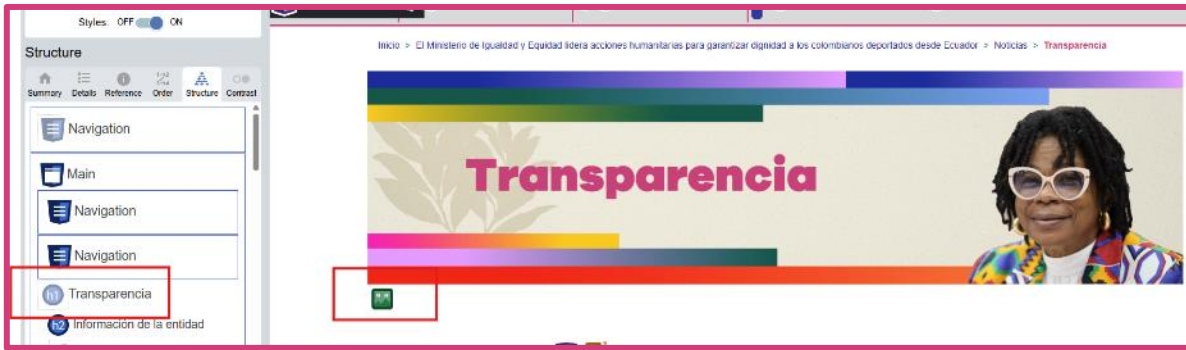 Styles: OFF ON
Structure
Summary Details Reference Order Structure Contrast
Navigation
Main
Navigation
Navigation
h1 Transparencia
h2 Información de la entidad
Inicio > El Ministerio de Igualdad y Equidad lidera acciones humanitarias para garantizar dignidad a los colombianos deportados desde Ecuador > Noticias > Transparencia
Transparencia